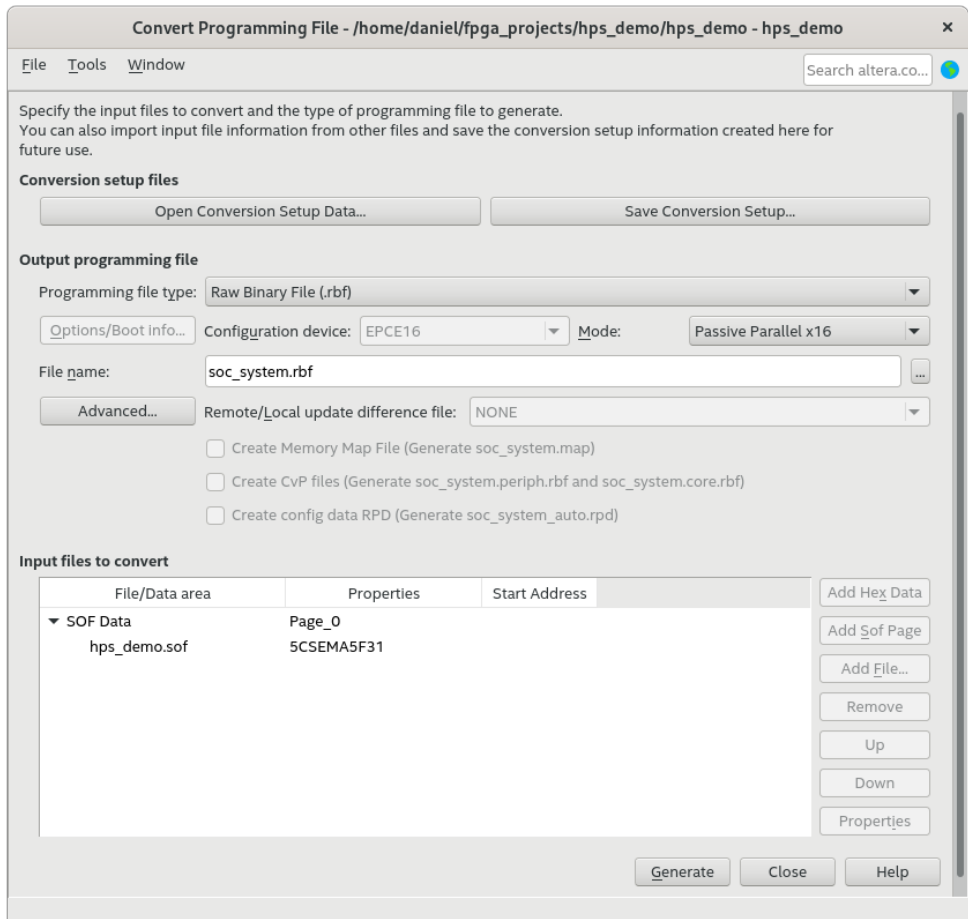 Convert Programming File - /home/daniel/fpga_projects/hps_demo/hps_demo - hps_demo
File Tools Window
Search altera.co...
Specify the input files to convert and the type of programming file to generate.
You can also import input file information from other files and save the conversion setup information created here for
future use.
Conversion setup files
Open Conversion Setup Data... Save Conversion Setup...
Output programming file
Programming file type: Raw Binary File (.rbf)
Options/Boot info... Configuration device: EPCE16 Mode: Passive Parallel x16
File name: soc_system.rbf ...
Advanced... Remote/Local update difference file: NONE
Create Memory Map File (Generate soc_system.map)
Create CvP files (Generate soc_system.periph.rbf and soc_system.core.rbf)
Create config data RPD (Generate soc_system_auto.rpd)
Input files to convert
File/Data area Properties Start Address
SOF Data Page_0
hps_demo.sof 5CSEMA5F31
Add Hex Data
Add Sof Page
Add File...
Remove
Up
Down
Properties
Generate Close Help